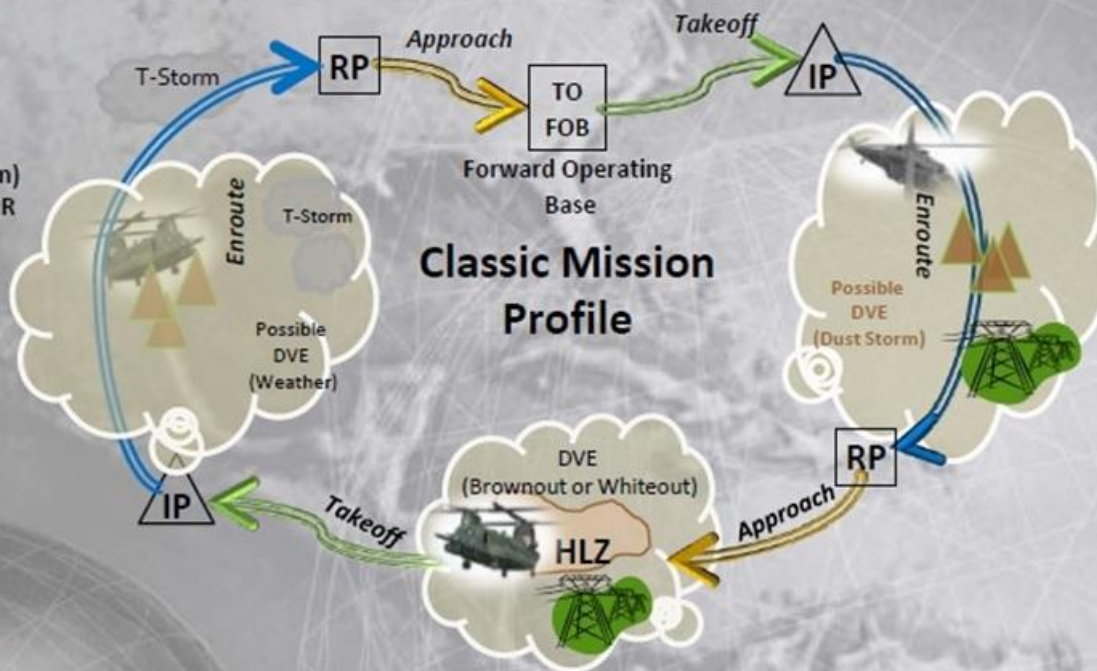 Approach
Takeoff
T-Storm
RP
IP
TO
FOB
Forward Operating
Base
R
Enroute
T-Storm
Classic Mission
Profile
Enroute
Possible
DVE
(Weather)
Possible
DVE
(Dust Storm)
DVE
(Brownout or Whiteout)
RP
IP
Takeoff
HLZ
Approach